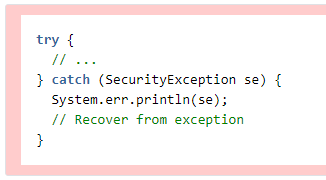 try {
  // ...
} catch (SecurityException se) {
  System.err.println(se);
  // Recover from exception
}